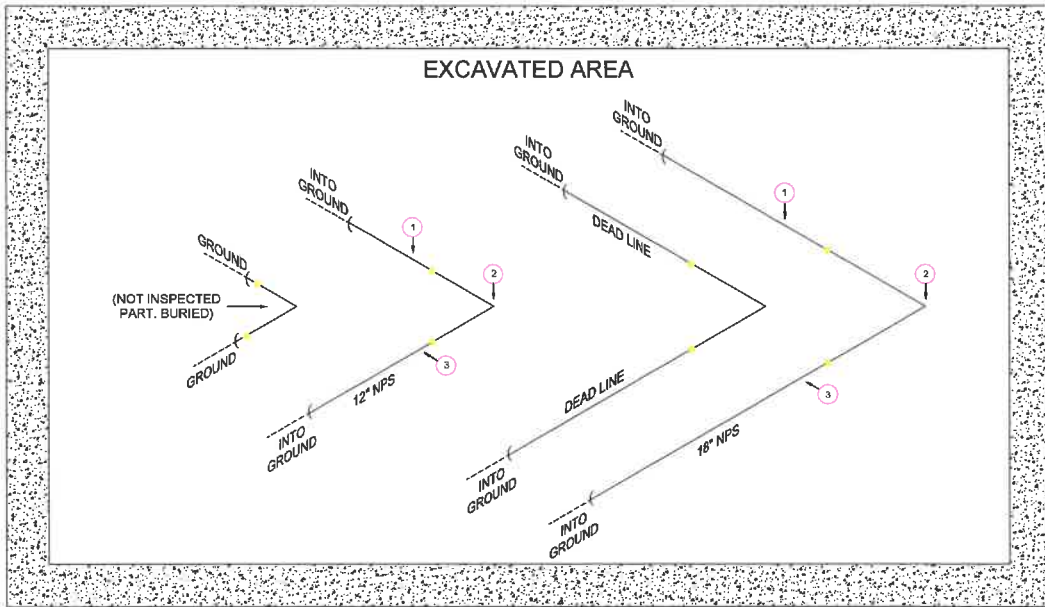 EXCAVATED AREA
INTO
GROUND
INTO
GROUND
INTO
GROUND
1
DEAD LINE
1
GROUND
2
2
(NOT INSPECTED
PART. BURIED)
GROUND
3
12" NPS
DEAD LINE
3
INTO
GROUND
18" NPS
INTO
GROUND
INTO
GROUND